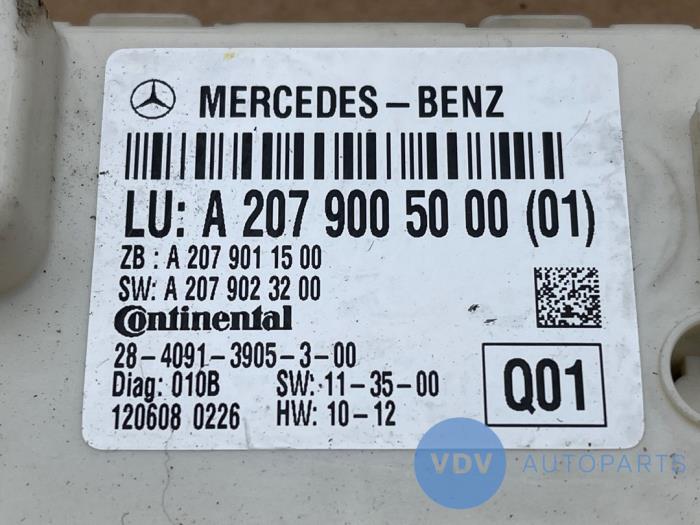 MERCEDES-BENZ
LU: A 207 900 50 00 (01)
ZB : A 207 901 15 00
SW: A 207 902 32 00
Continental
28-4091-3905-3-00
Diag: 010B SW: 11-35-00
120608 0226 HW: 10-12
Q01
VDV AUTOPARTS